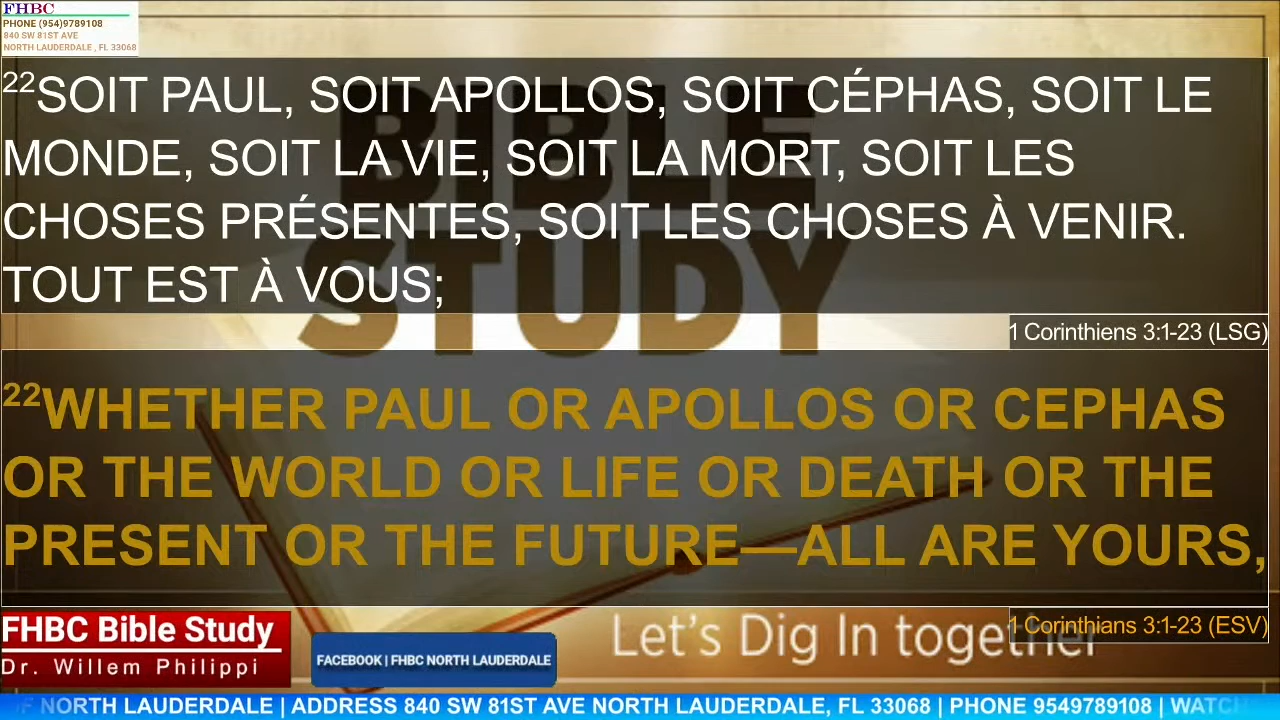 FHBC
PHONE (954)9789108
840 SW 81ST AVE
NORTH LAUDERDALE , FL 33068
BIBLE
STUDY
22SOIT PAUL, SOIT APOLLOS, SOIT CÉPHAS, SOIT LE
MONDE, SOIT LA VIE, SOIT LA MORT, SOIT LES
CHOSES PRÉSENTES, SOIT LES CHOSES À VENIR.
TOUT EST À VOUS;
1 Corinthiens 3:1-23 (LSG)
22WHETHER PAUL OR APOLLOS OR CEPHAS
OR THE WORLD OR LIFE OR DEATH OR THE
PRESENT OR THE FUTURE—ALL ARE YOURS,
1 Corinthians 3:1-23 (ESV)
Let's Dig In together
FHBC Bible Study
Dr. Willem Philippi
FACEBOOK | FHBC NORTH LAUDERDALE
F NORTH LAUDERDALE | ADDRESS 840 SW 81ST AVE NORTH LAUDERDALE, FL 33068 | PHONE 9549789108 | WATC